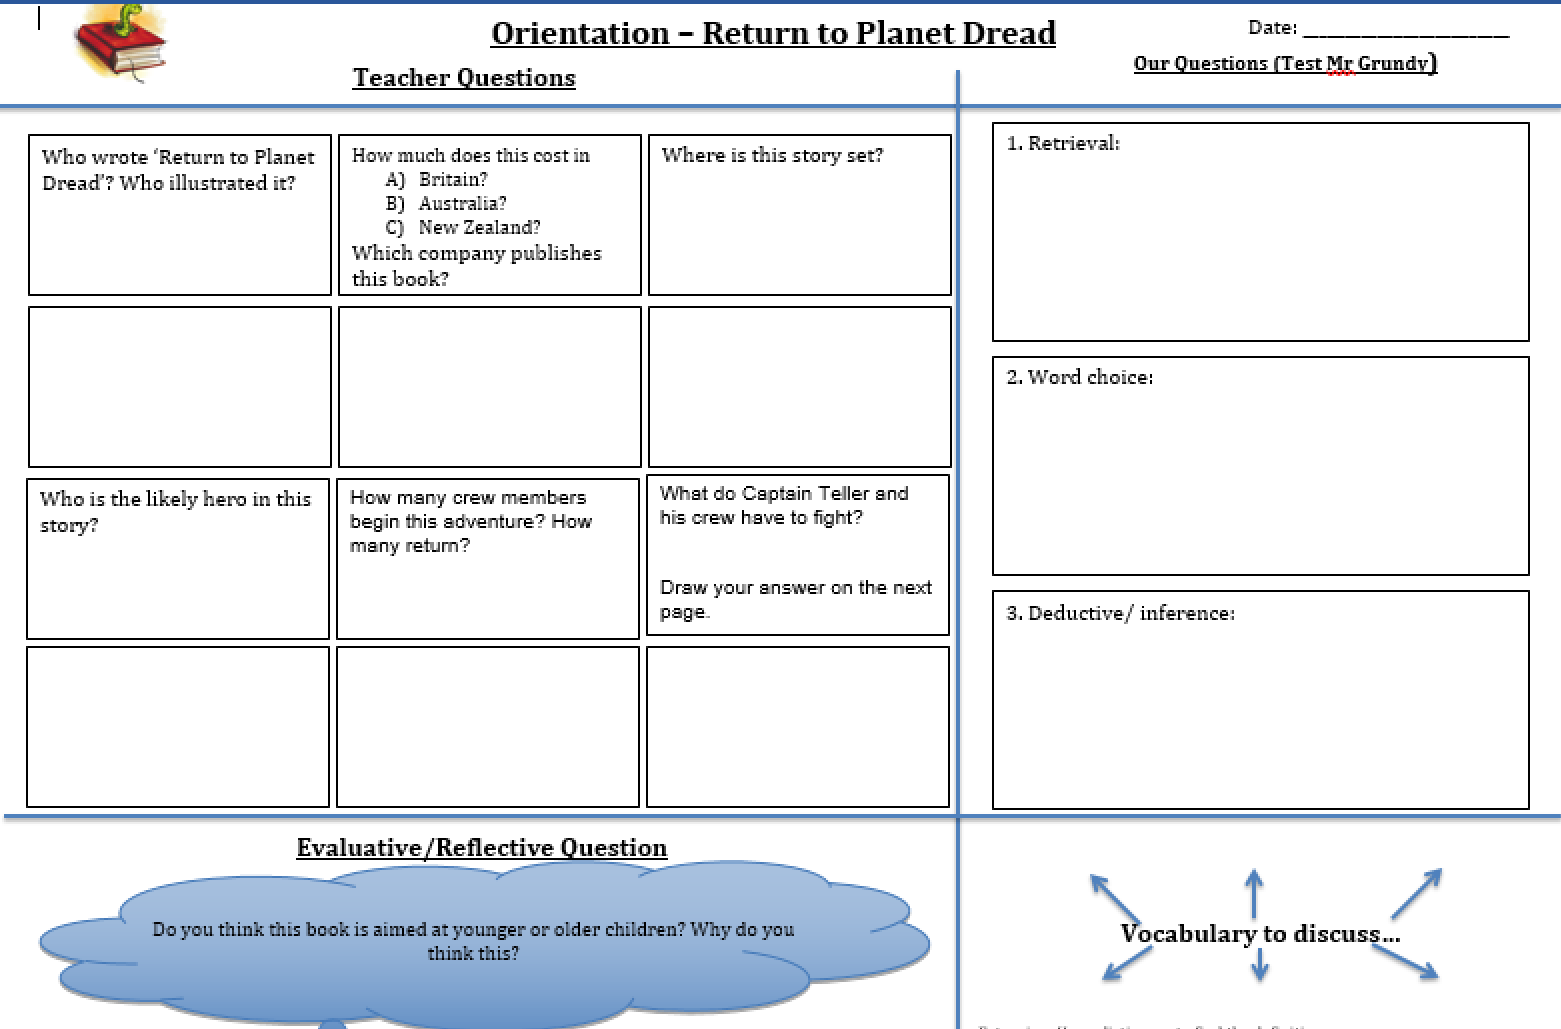 Orientation – Return to Planet Dread
Date: ______________________
Teacher Questions
Our Questions (Test Mr Grundy)
Who wrote ‘Return to Planet
Dread’? Who illustrated it?
How much does this cost in
A) Britain?
B) Australia?
C) New Zealand?
Which company publishes
this book?
Where is this story set?
Who is the likely hero in this
story?
How many crew members
begin this adventure? How
many return?
What do Captain Teller and
his crew have to fight?
Draw your answer on the next
page.
1. Retrieval:
2. Word choice:
3. Deductive/ inference:
Evaluative/Reflective Question
Do you think this book is aimed at younger or older children? Why do you
think this?
Vocabulary to discuss…